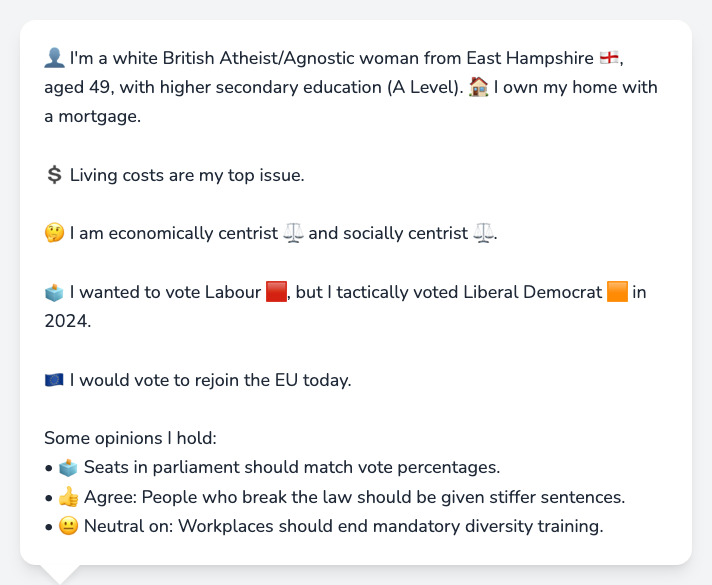 👤 I'm a white British Atheist/Agnostic woman from East Hampshire 🏴󠁧󠁢󠁥󠁮󠁧󠁿,
aged 49, with higher secondary education (A Level). 🏠 I own my home with
a mortgage.
💲 Living costs are my top issue.
🤔 I am economically centrist ⚖️ and socially centrist ⚖️.
🗳️ I wanted to vote Labour 🟥, but I tactically voted Liberal Democrat 🟧 in
2024.
🇪🇺 I would vote to rejoin the EU today.
Some opinions I hold:
• 🗳️ Seats in parliament should match vote percentages.
• 👍 Agree: People who break the law should be given stiffer sentences.
• 😐 Neutral on: Workplaces should end mandatory diversity training.